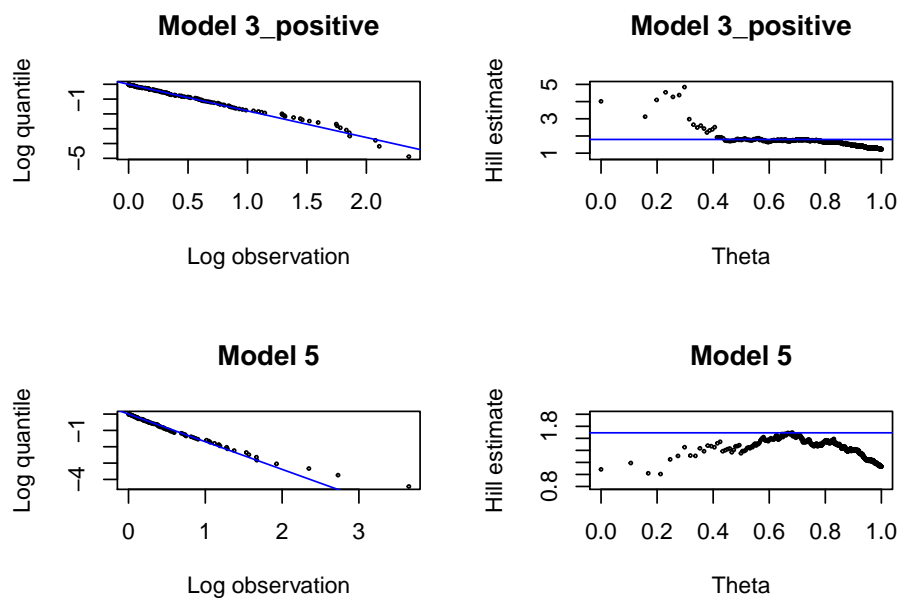 Model 3_positive
Log quantile
-1
-5
0.0 0.5 1.0 1.5 2.0
Log observation
Model 3_positive
Hill estimate
5
3
1
0.0 0.2 0.4 0.6 0.8 1.0
Theta
Model 5
Log quantile
-1
-4
0 1 2 3
Log observation
Model 5
Hill estimate
1.8
0.8
0.0 0.2 0.4 0.6 0.8 1.0
Theta